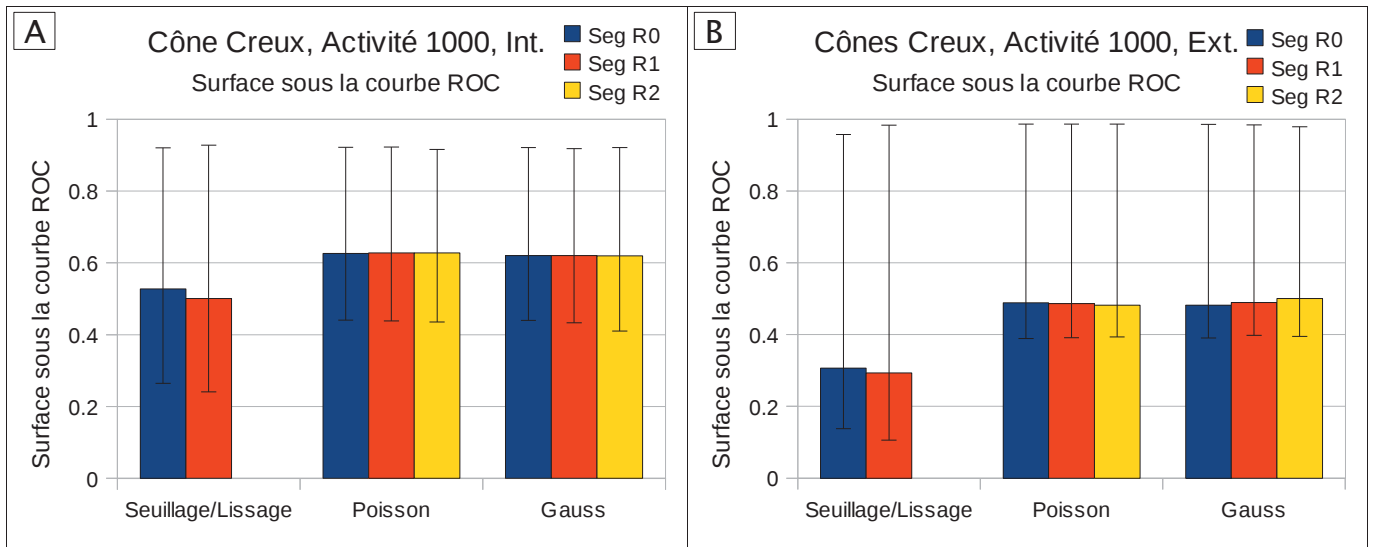 A
Cône Creux, Activité 1000, Int.
Surface sous la courbe ROC
Seg R0
Seg R1
Seg R2
Surface sous la courbe ROC
1
0.8
0.6
0.4
0.2
0
Seuillage/Lissage
Poisson
Gauss
B
Cônes Creux, Activité 1000, Ext.
Surface sous la courbe ROC
Seg R0
Seg R1
Seg R2
Surface sous la courbe ROC
1
0.8
0.6
0.4
0.2
0
Seuillage/Lissage
Poisson
Gauss